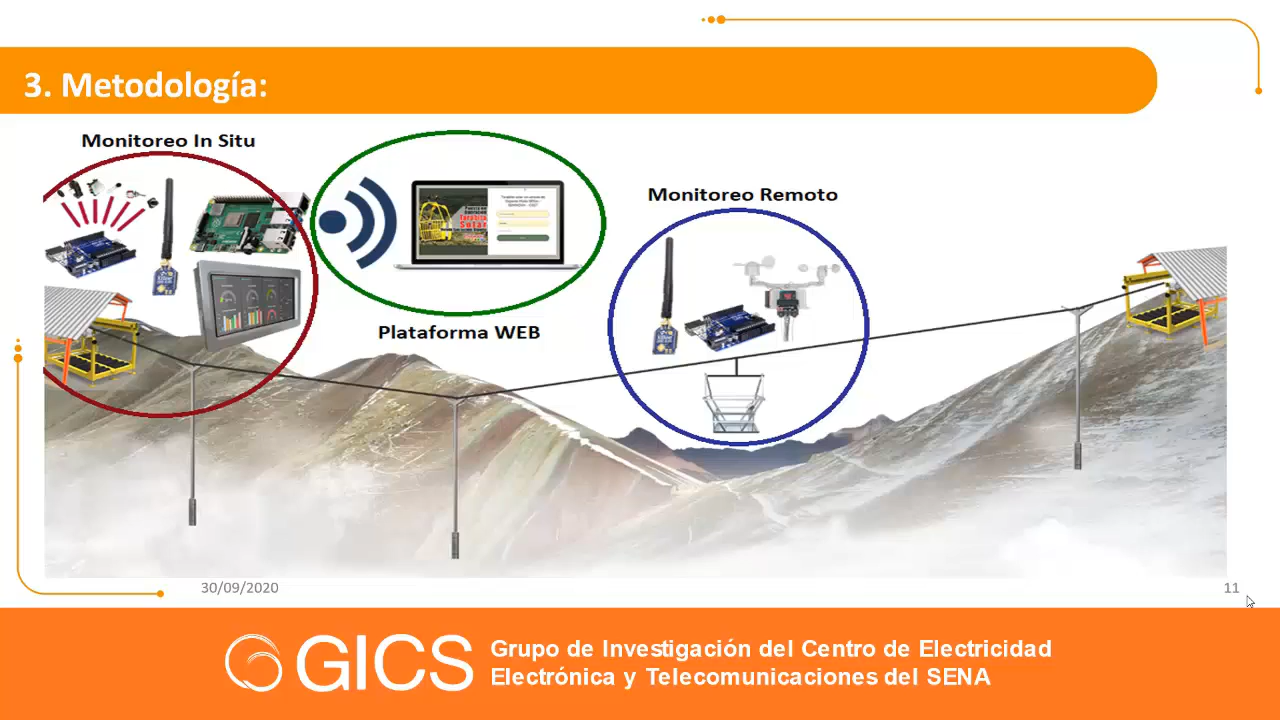 3. Metodología:
Monitoreo In Situ
Monitoreo Remoto
Plataforma WEB
30/09/2020
11
GICS
Grupo de Investigación del Centro de Electricidad
Electrónica y Telecomunicaciones del SENA